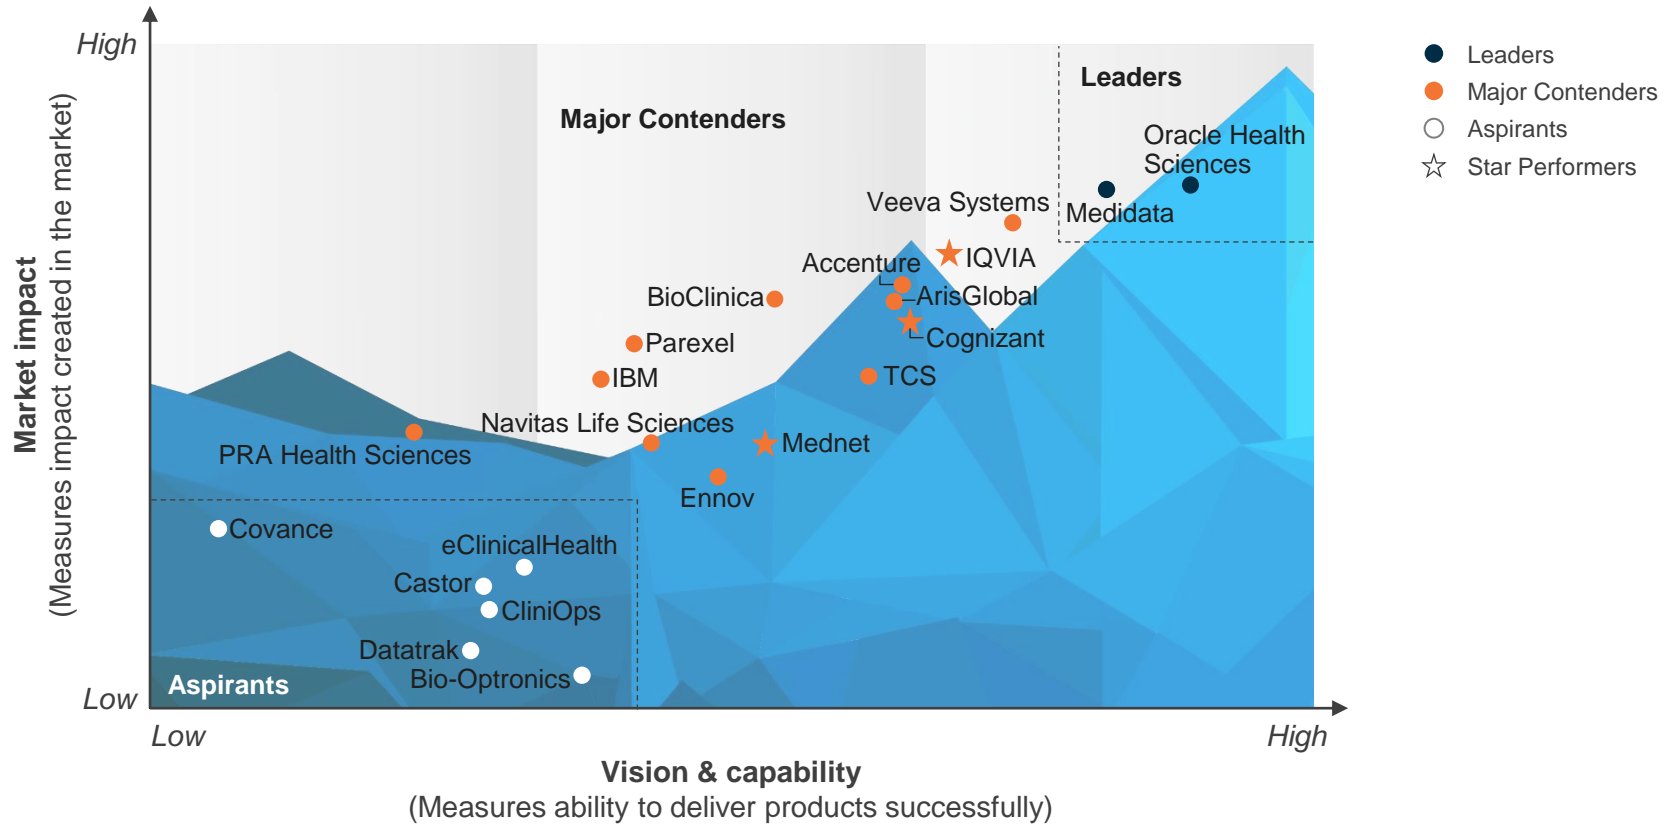 High
Leaders
Major Contenders
Oracle Health
Sciences
Medidata
Veeva Systems
IQVIA
Accenture
ArisGlobal
BioClinica
Cognizant
Parexel
TCS
IBM
Navitas Life Sciences
Mednet
PRA Health Sciences
Ennov
Covance
eClinicalHealth
Castor
CliniOps
Datatrak
Bio-Optronics
Aspirants
Low
Low
High
Market impact
(Measures impact created in the market)
Vision & capability
(Measures ability to deliver products successfully)
Leaders
Major Contenders
Aspirants
Star Performers